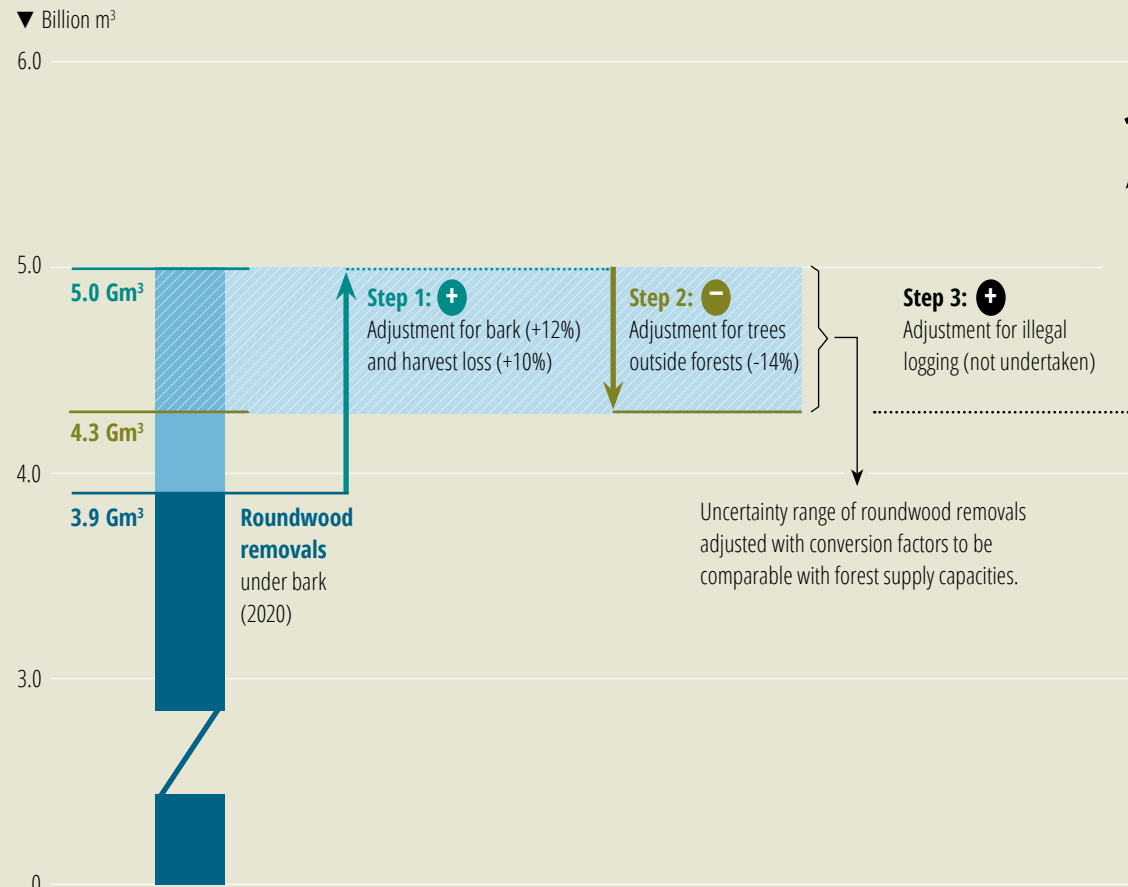 ▼ Billion m³
6.0
5.0
5.0 Gm³
Step 1: +
Adjustment for bark (+12%)
and harvest loss (+10%)
Step 2: −
Adjustment for trees
outside forests (-14%)
Step 3: +
Adjustment for illegal
logging (not undertaken)
4.3 Gm³
4.0
3.9 Gm³
Roundwood
removals
under bark
(2020)
Uncertainty range of roundwood removals
adjusted with conversion factors to be
comparable with forest supply capacities.
3.0
0